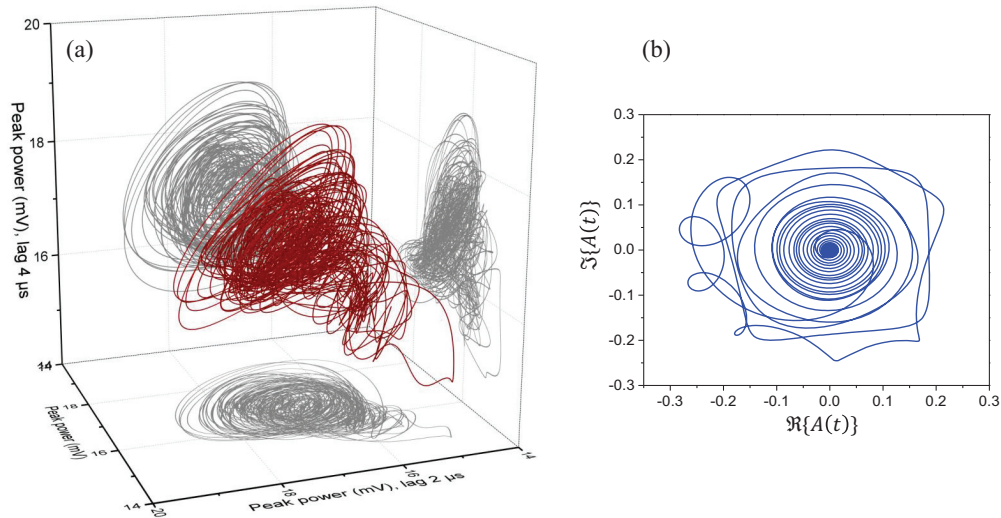 (a)
20
18
16
14
Peak power (mV), lag 4 µs
14
18
16
14
Peak power (mV)
20
18
16
14
Peak power (mV), lag 2 µs
(b)
0.3
0.2
0.1
0.0
-0.1
-0.2
-0.3
ℑ{A(t)}
-0.3 -0.2 -0.1 0.0 0.1 0.2 0.3
ℜ{A(t)}